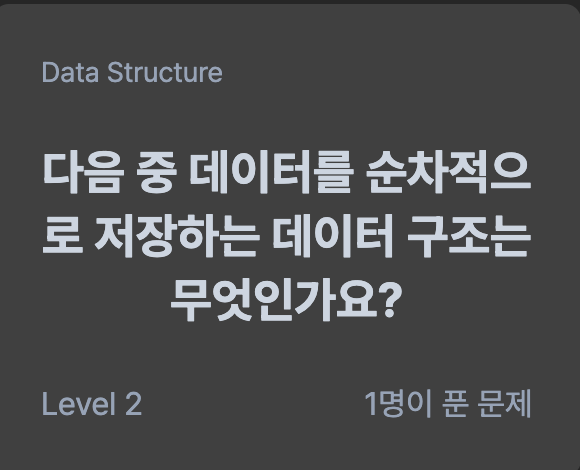 Data Structure
다음 중 데이터를 순차적으
로 저장하는 데이터 구조는
무엇인가요?
Level 2
1명이 푼 문제